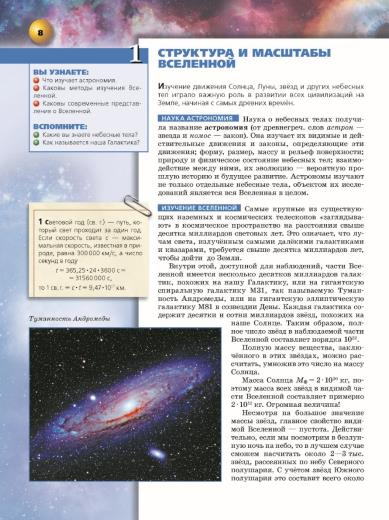 8
1
СТРУКТУРА И МАСШТАБЫ
ВСЕЛЕННОЙ
ВЫ УЗНАЕТЕ:
Что изучает астрономия.
Каковы методы изучения Все-
ленной.
Каковы современные представ-
ления о Вселенной.
ВСПОМНИТЕ:
Какие вы знаете небесные тела?
Как называется наша Галактика?
Изучение движения Солнца, Луны, звёзд и других небесных
тел играло важную роль в развитии всех цивилизаций на
Земле, начиная с самых древних времён.
НАУКА АСТРОНОМИЯ Наука о небесных телах получи-
ла название астрономия (от древнегреч. слов астрон —
звезда и номос — закон). Она изучает их видимые и дей-
ствительные движения и законы, определяющие эти
движения; форму, размер, массу и рельеф поверхности;
природу и физическое состояние небесных тел; взаимо-
действие между ними, их эволюцию — вероятную про-
шлую историю и будущее развитие. Астрономы изучают
не только отдельные небесные тела, объектом их иссле-
дований является вся Вселенная в целом.
ИЗУЧЕНИЕ ВСЕЛЕННОЙ Самые крупные из существую-
щих наземных и космических телескопов «заглядыва-
ют» в космическое пространство на расстояния свыше
десятка миллиардов световых лет. Это означает, что лу-
чам света, излучённым самыми далёкими галактиками
и квазарами, требуется свыше десятка миллиардов лет,
чтобы дойти до Земли.
Внутри этой, доступной для наблюдений, части Все-
ленной имеется несколько десятков миллиардов галак-
тик, похожих на нашу Галактику, или на гигантскую
спиральную галактику М31, так называемую Туман-
ность Андромеды, или на гигантскую эллиптическую
галактику М81 в созвездии Девы. Каждая галактика со-
держит десятки и сотни миллиардов звёзд, похожих на
наше Солнце. Таким образом, пол-
ное число звёзд в наблюдаемой части
Вселенной составляет порядка 10²².
Полную массу вещества, заклю-
чённого в этих звёздах, можно рас-
считать, умножив это число на массу
Солнца.
Масса Солнца M☉ = 2·10³⁰ кг, по-
этому масса всех звёзд в видимой ча-
сти Вселенной составляет примерно
2·10⁵² кг. Огромная величина!
Несмотря на большое значение
массы звёзд, главное свойство види-
мой Вселенной — пустота. Действи-
тельно, если мы посмотрим в безлун-
ную ночь на небо, то в лучшем случае
сможем насчитать около 2—3 тыс.
звёзд, рассеянных по небу Северного
полушария. С учётом звёзд Южного
полушария это составит всего около
1 Световой год (св. г.) — путь, ко-
торый свет проходит за один год.
Если скорость света c — макси-
мальная скорость, известная в при-
роде, равна 300 000 км/с, а число
секунд в году
t = 365,25 · 24 · 3600 с =
= 31 560 000 с,
то 1 св. г. = c · t = 9,47·10¹² км.
Туманность Андромеды